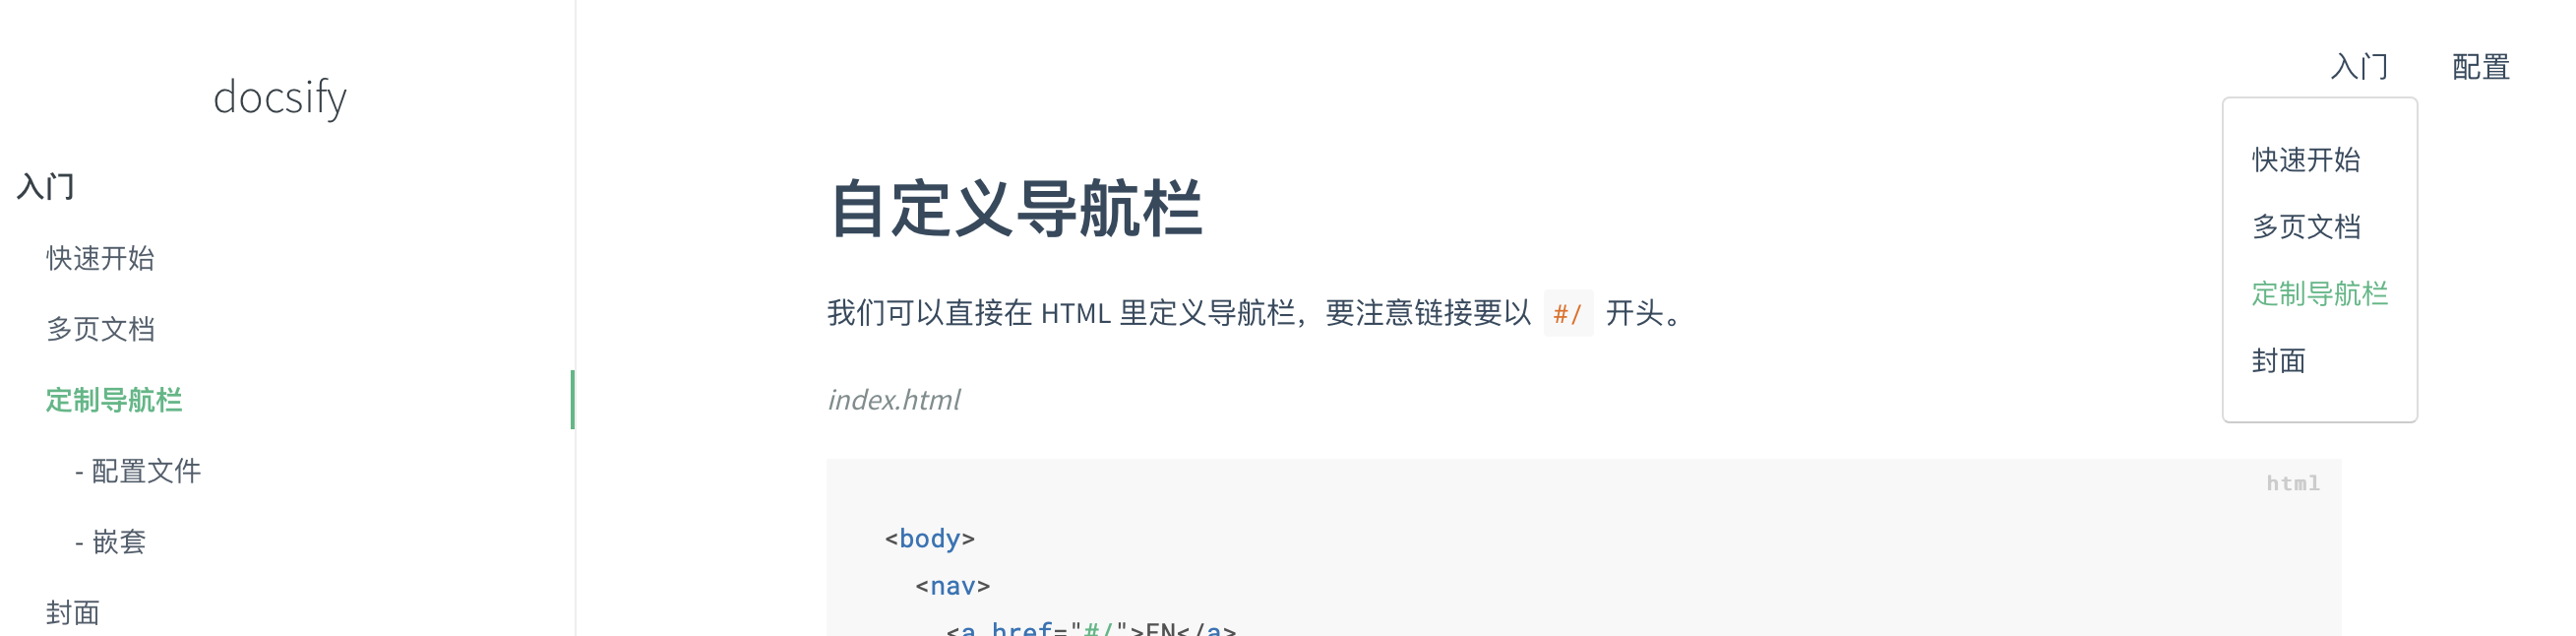 docsify
入门
快速开始
多页文档
定制导航栏
- 配置文件
- 嵌套
封面
入门 配置
快速开始
多页文档
定制导航栏
封面
自定义导航栏
我们可以直接在 HTML 里定义导航栏，要注意链接要以 #/ 开头。
index.html
html
<body>
<nav>
<a href="#/">EN</a>